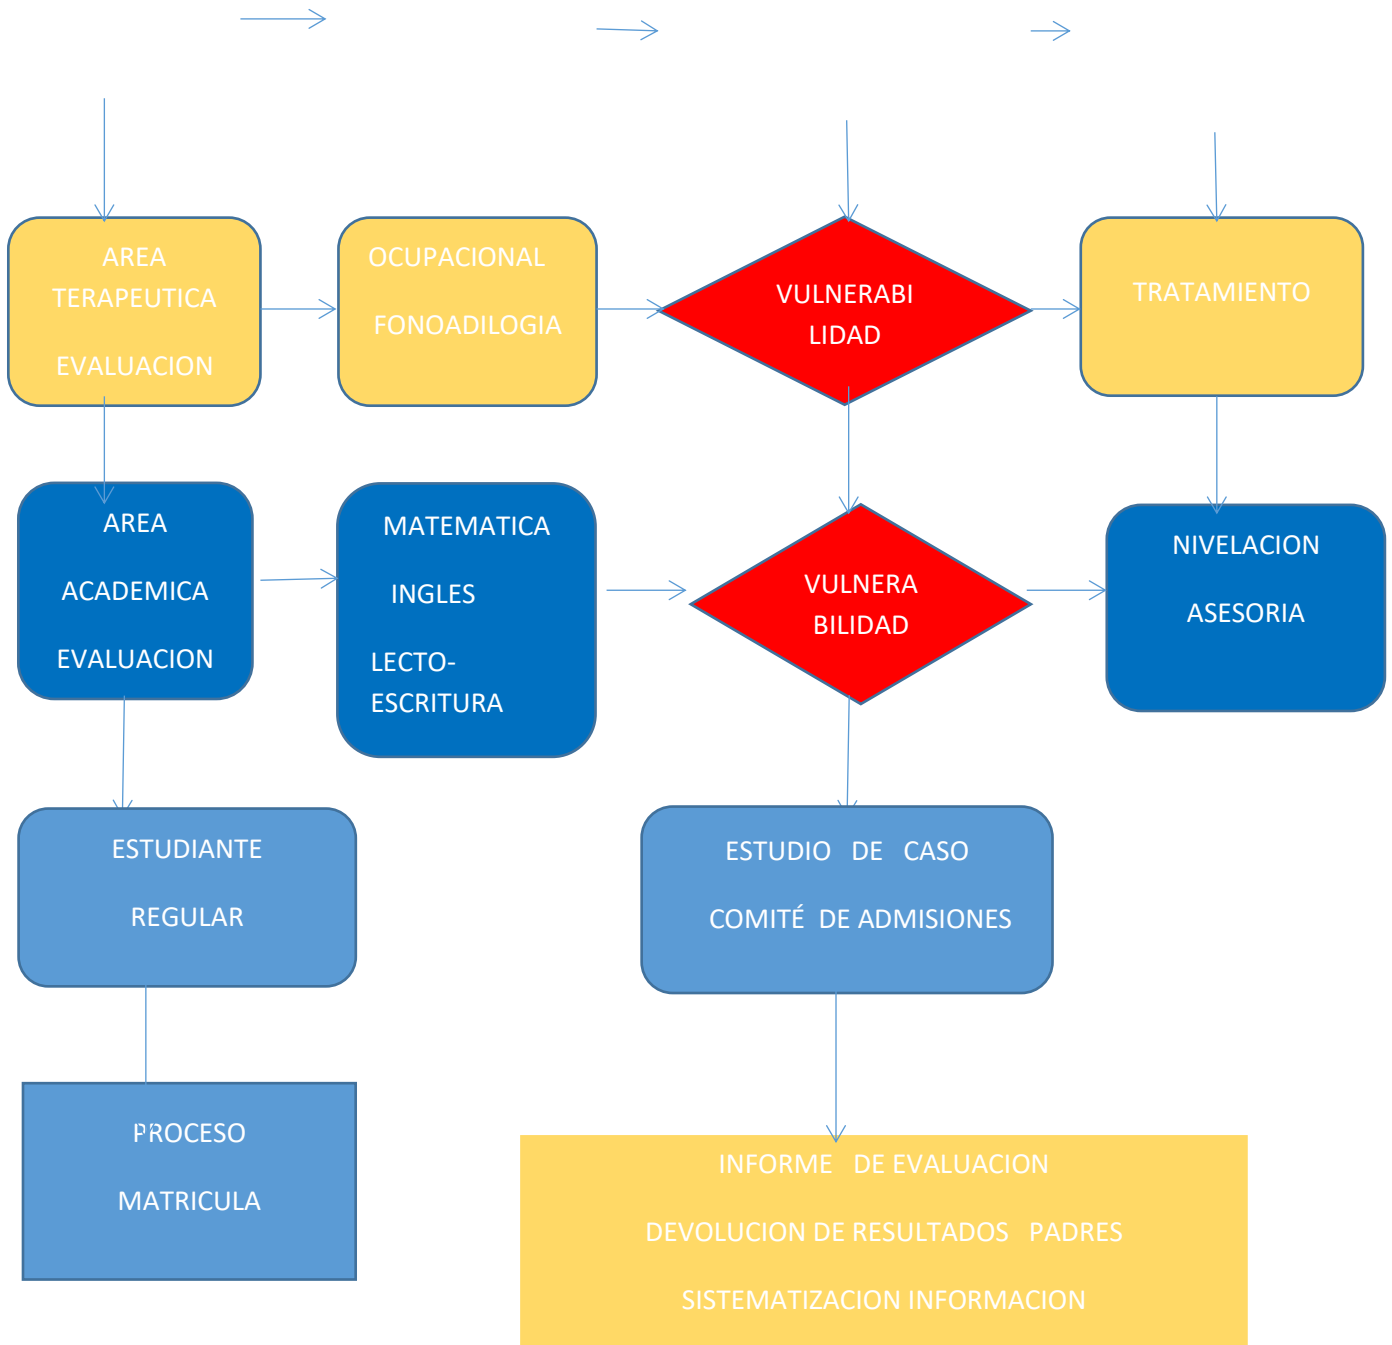 AREA
TERAPEUTICA
EVALUACION
OCUPACIONAL
FONOADILOGIA
VULNERABI
LIDAD
TRATAMIENTO
AREA
ACADEMICA
EVALUACION
MATEMATICA
INGLES
LECTO-
ESCRITURA
VULNERA
BILIDAD
NIVELACION
ASESORIA
ESTUDIANTE
REGULAR
ESTUDIO DE CASO
COMITÉ DE ADMISIONES
PROCESO
MATRICULA
INFORME DE EVALUACION
DEVOLUCION DE RESULTADOS PADRES
SISTEMATIZACION INFORMACION